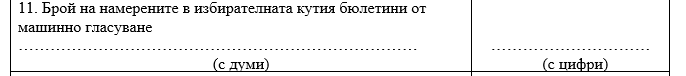 11. Брой на намерените в избирателната кутия бюлетини от
машинно гласуване
………………………………………………………………… …………………………
(с думи) (с цифри)